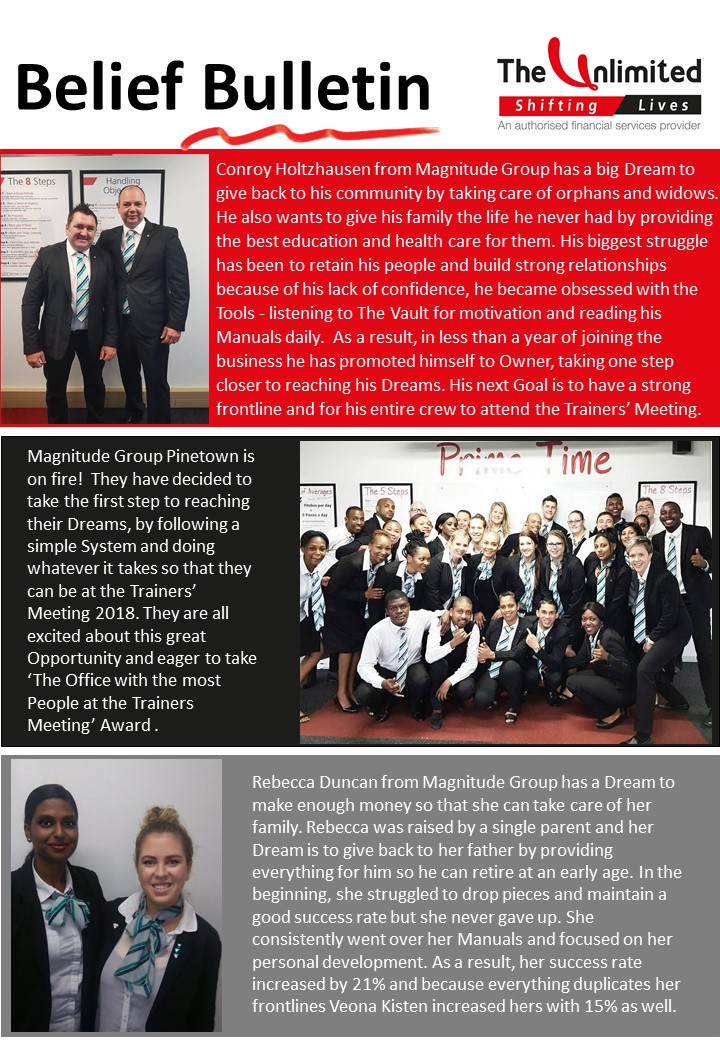 Belief Bulletin
The Unlimited
Shifting Lives
An authorised financial services provider
The 8 Steps
Handling
Conroy Holtzhausen from Magnitude Group has a big Dream to
give back to his community by taking care of orphans and widows.
He also wants to give his family the life he never had by providing
the best education and health care for them. His biggest struggle
has been to retain his people and build strong relationships
because of his lack of confidence, he became obsessed with the
Tools - listening to The Vault for motivation and reading his
Manuals daily.  As a result, in less than a year of joining the
business he has promoted himself to Owner, taking one step
closer to reaching his Dreams. His next Goal is to have a strong
frontline and for his entire crew to attend the Trainers’ Meeting.
Magnitude Group Pinetown is
on fire!  They have decided to
take the first step to reaching
their Dreams, by following a
simple System and doing
whatever it takes so that they
can be at the Trainers’
Meeting 2018. They are all
excited about this great
Opportunity and eager to take
‘The Office with the most
People at the Trainers
Meeting’ Award .
Prime Time
of Averages
The 5 Steps
The 8 Steps
Rebecca Duncan from Magnitude Group has a Dream to
make enough money so that she can take care of her
family. Rebecca was raised by a single parent and her
Dream is to give back to her father by providing
everything for him so he can retire at an early age. In the
beginning, she struggled to drop pieces and maintain a
good success rate but she never gave up. She
consistently went over her Manuals and focused on her
personal development. As a result, her success rate
increased by 21% and because everything duplicates her
frontlines Veona Kisten increased hers with 15% as well.